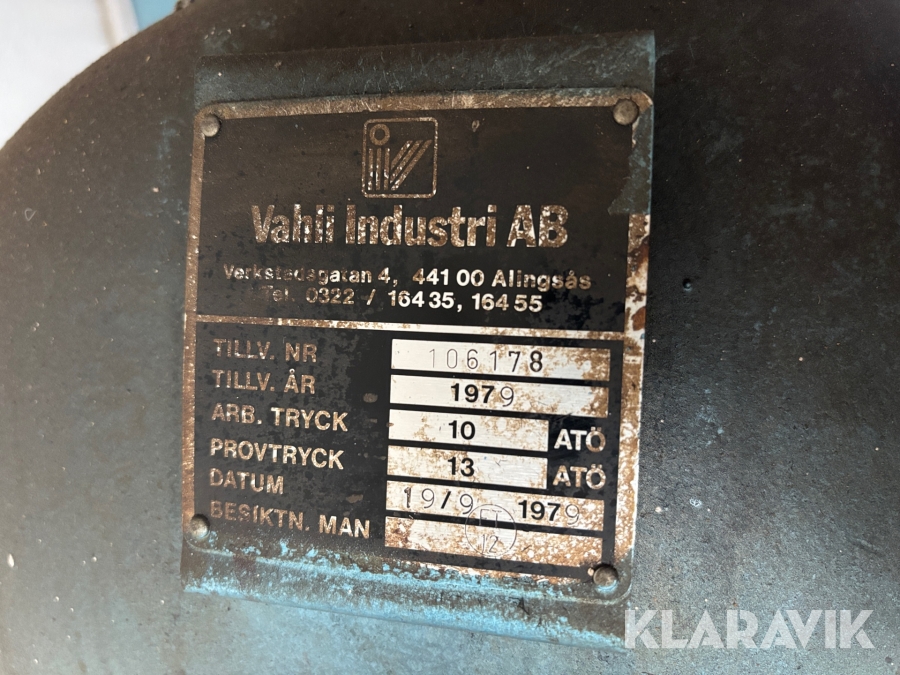 Vahli Industri AB
Verkstadsgatan 4, 441 00 Alingsås
Tel. 0322 / 164 35, 164 55
TILLV. NR 106178
TILLV. ÅR 1979
ARB. TRYCK 10 ATÖ
PROVTRYCK 13 ATÖ
DATUM 19/9 1979
BESIKTN. MAN
12
KLARAVIK